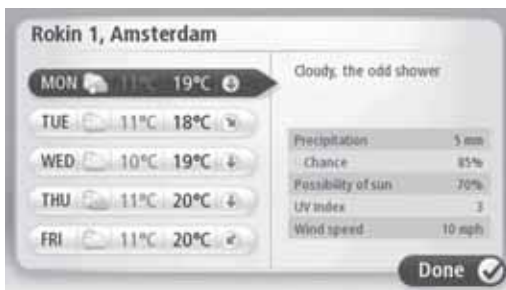 Rokin 1, Amsterdam
MON 11°C 19°C
TUE 11°C 18°C
WED 10°C 19°C
THU 11°C 20°C
FRI 11°C 20°C
Cloudy, the odd shower
Precipitation 5 mm
Chance 85%
Possibility of sun 70%
UV index 3
Wind speed 10 mph
Done